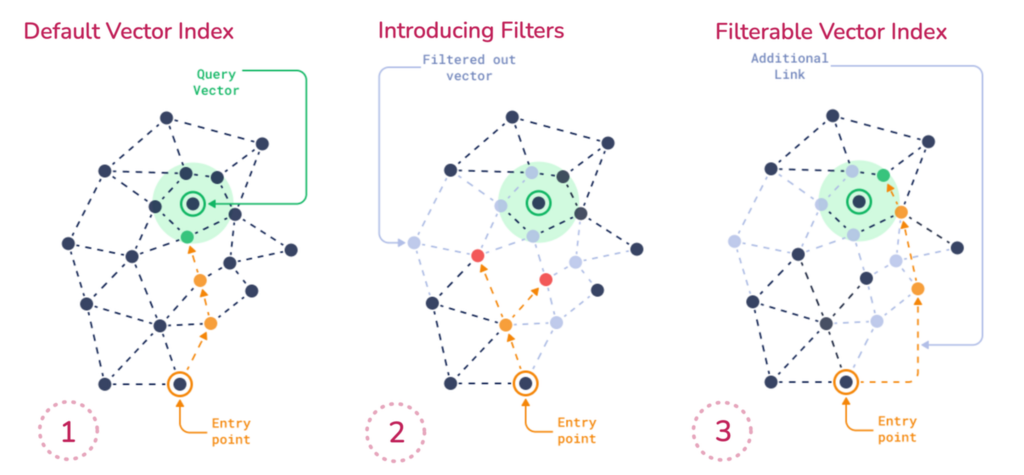 Default Vector Index
Query
Vector
Entry
point
1
Introducing Filters
Filtered out
vector
Entry
point
2
Filterable Vector Index
Additional
Link
Entry
point
3